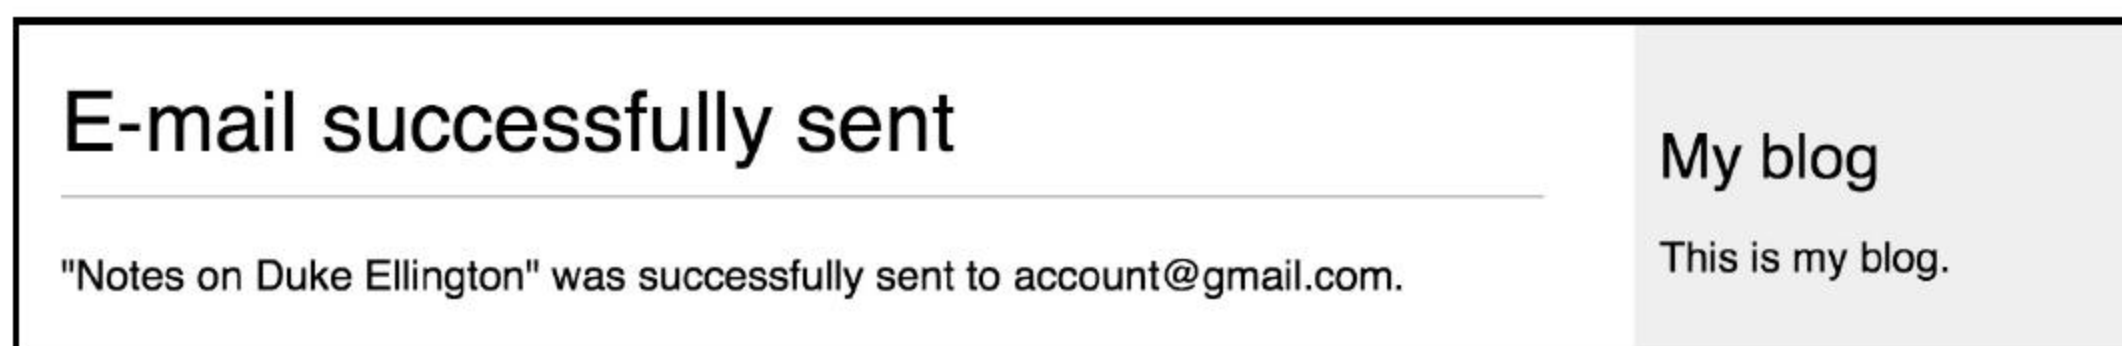 E-mail successfully sent
"Notes on Duke Ellington" was successfully sent to account@gmail.com.
My blog
This is my blog.